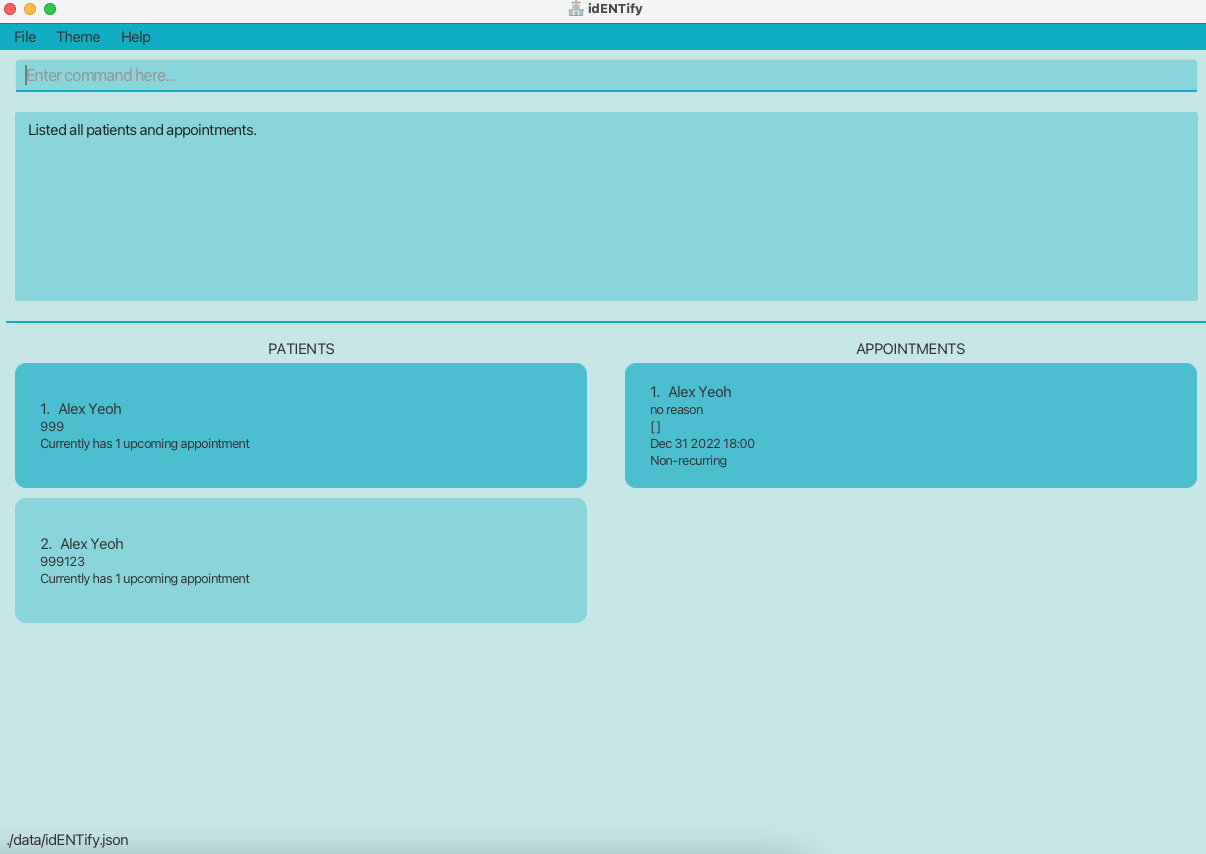 idENTify
File Theme Help
Enter command here...
Listed all patients and appointments.
PATIENTS
1. Alex Yeoh
999
Currently has 1 upcoming appointment
2. Alex Yeoh
999123
Currently has 1 upcoming appointment
APPOINTMENTS
1. Alex Yeoh
no reason
[ ]
Dec 31 2022 18:00
Non-recurring
./data/idENTify.json